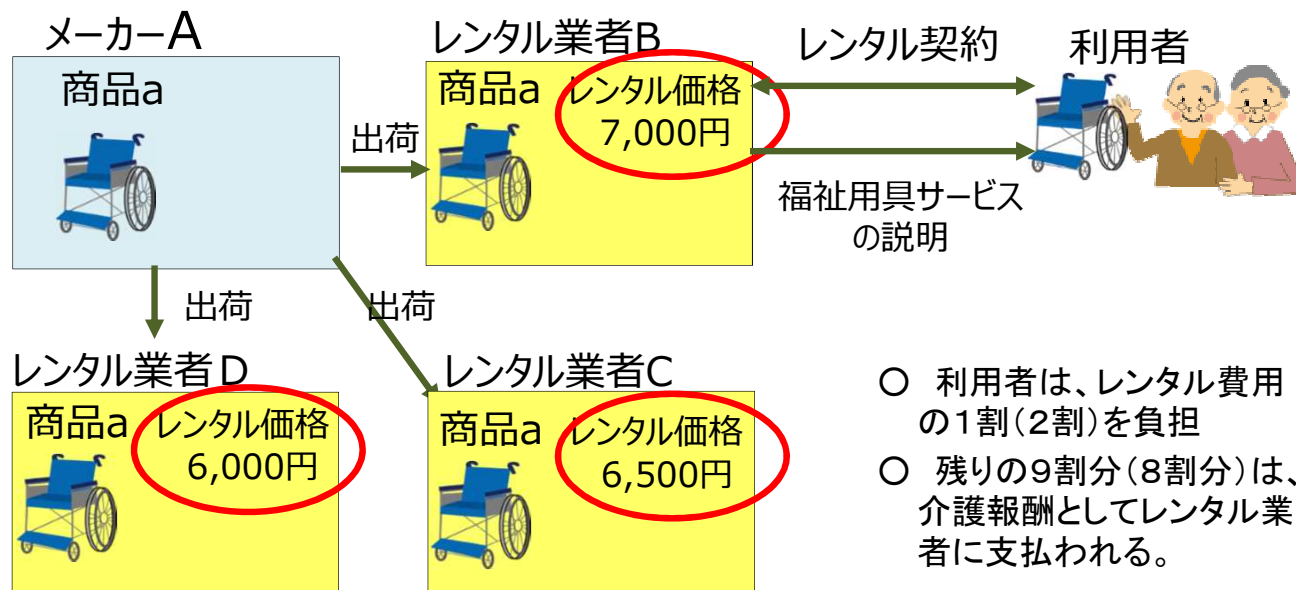 メーカーA
商品a
出荷
レンタル業者B
商品a
レンタル価格
7,000円
レンタル契約
利用者
福祉用具サービス
の説明
出荷
出荷
レンタル業者D
商品a
レンタル価格
6,000円
レンタル業者C
商品a
レンタル価格
6,500円
○ 利用者は、レンタル費用
の１割（２割）を負担
○ 残りの９割分（８割分）は、
介護報酬としてレンタル業
者に支払われる。